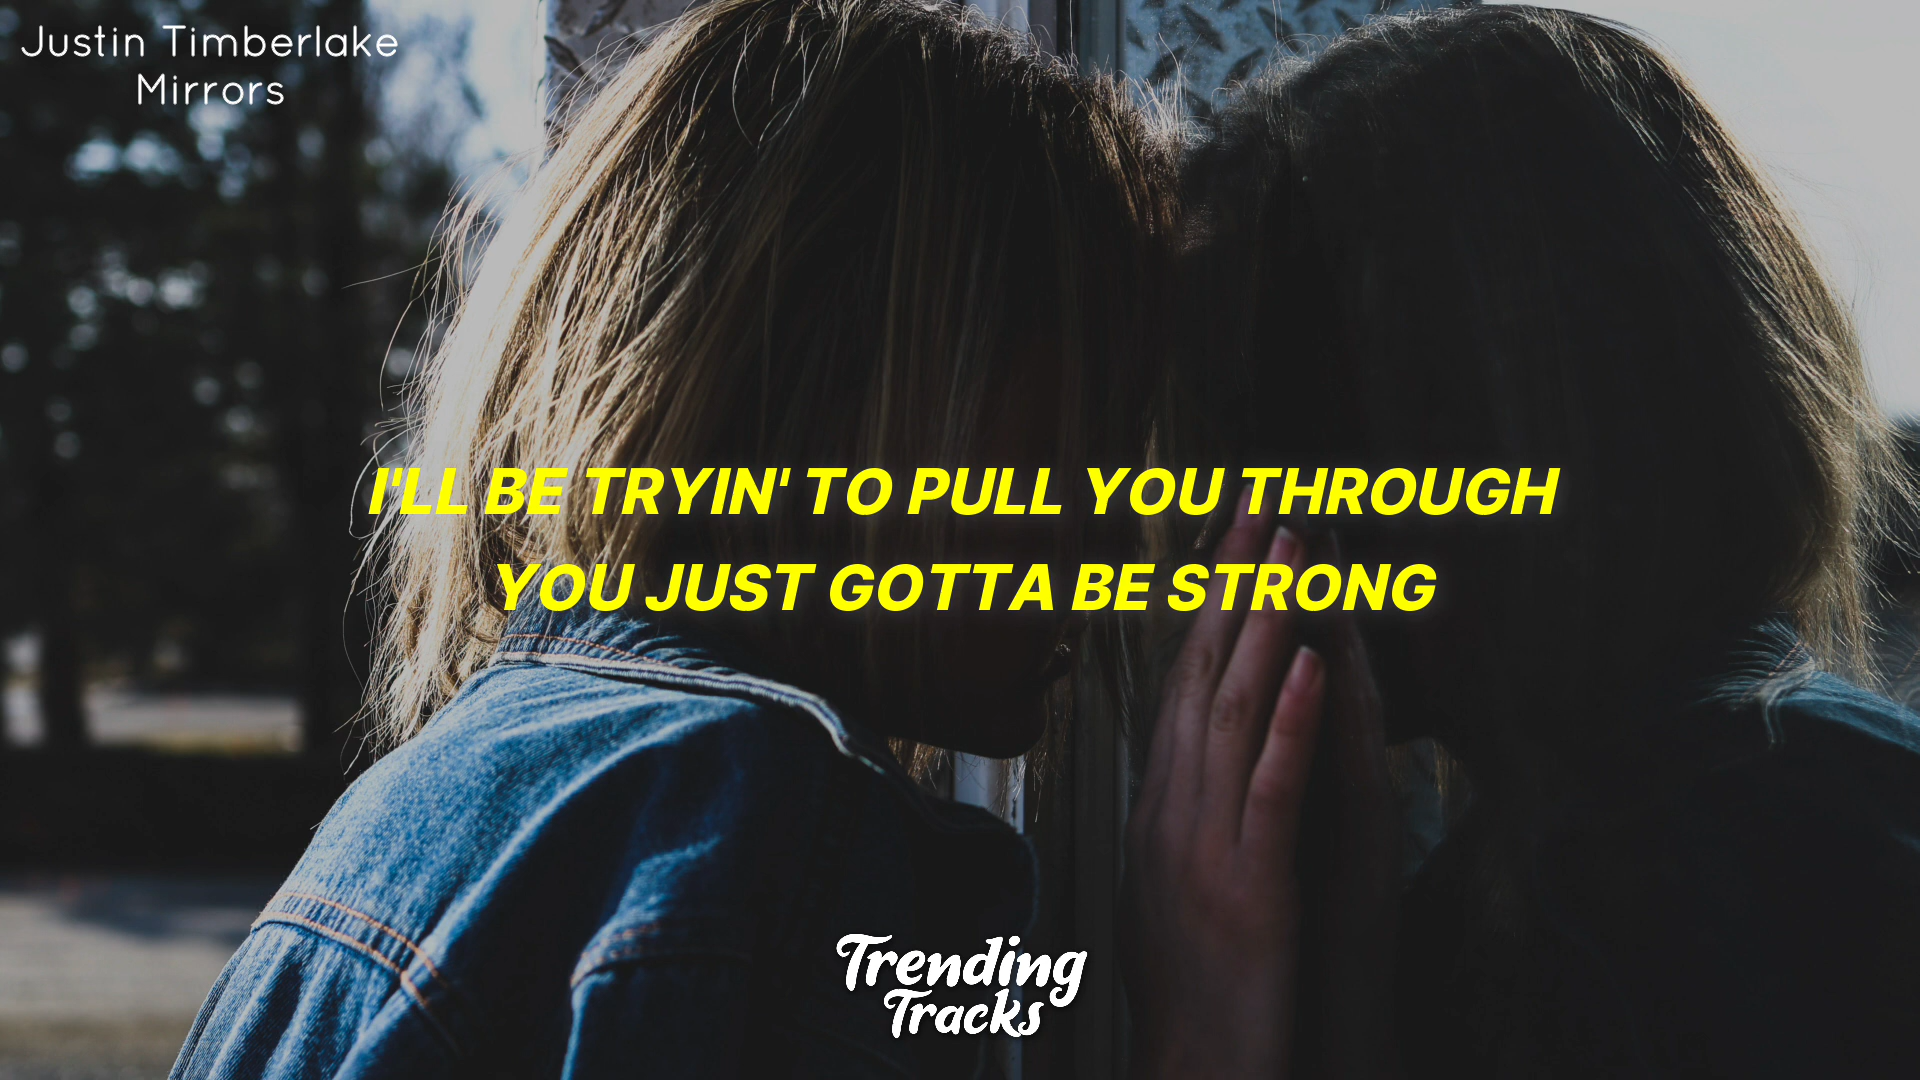 Justin Timberlake
Mirrors
I'LL BE TRYIN' TO PULL YOU THROUGH
YOU JUST GOTTA BE STRONG
Trending
Tracks